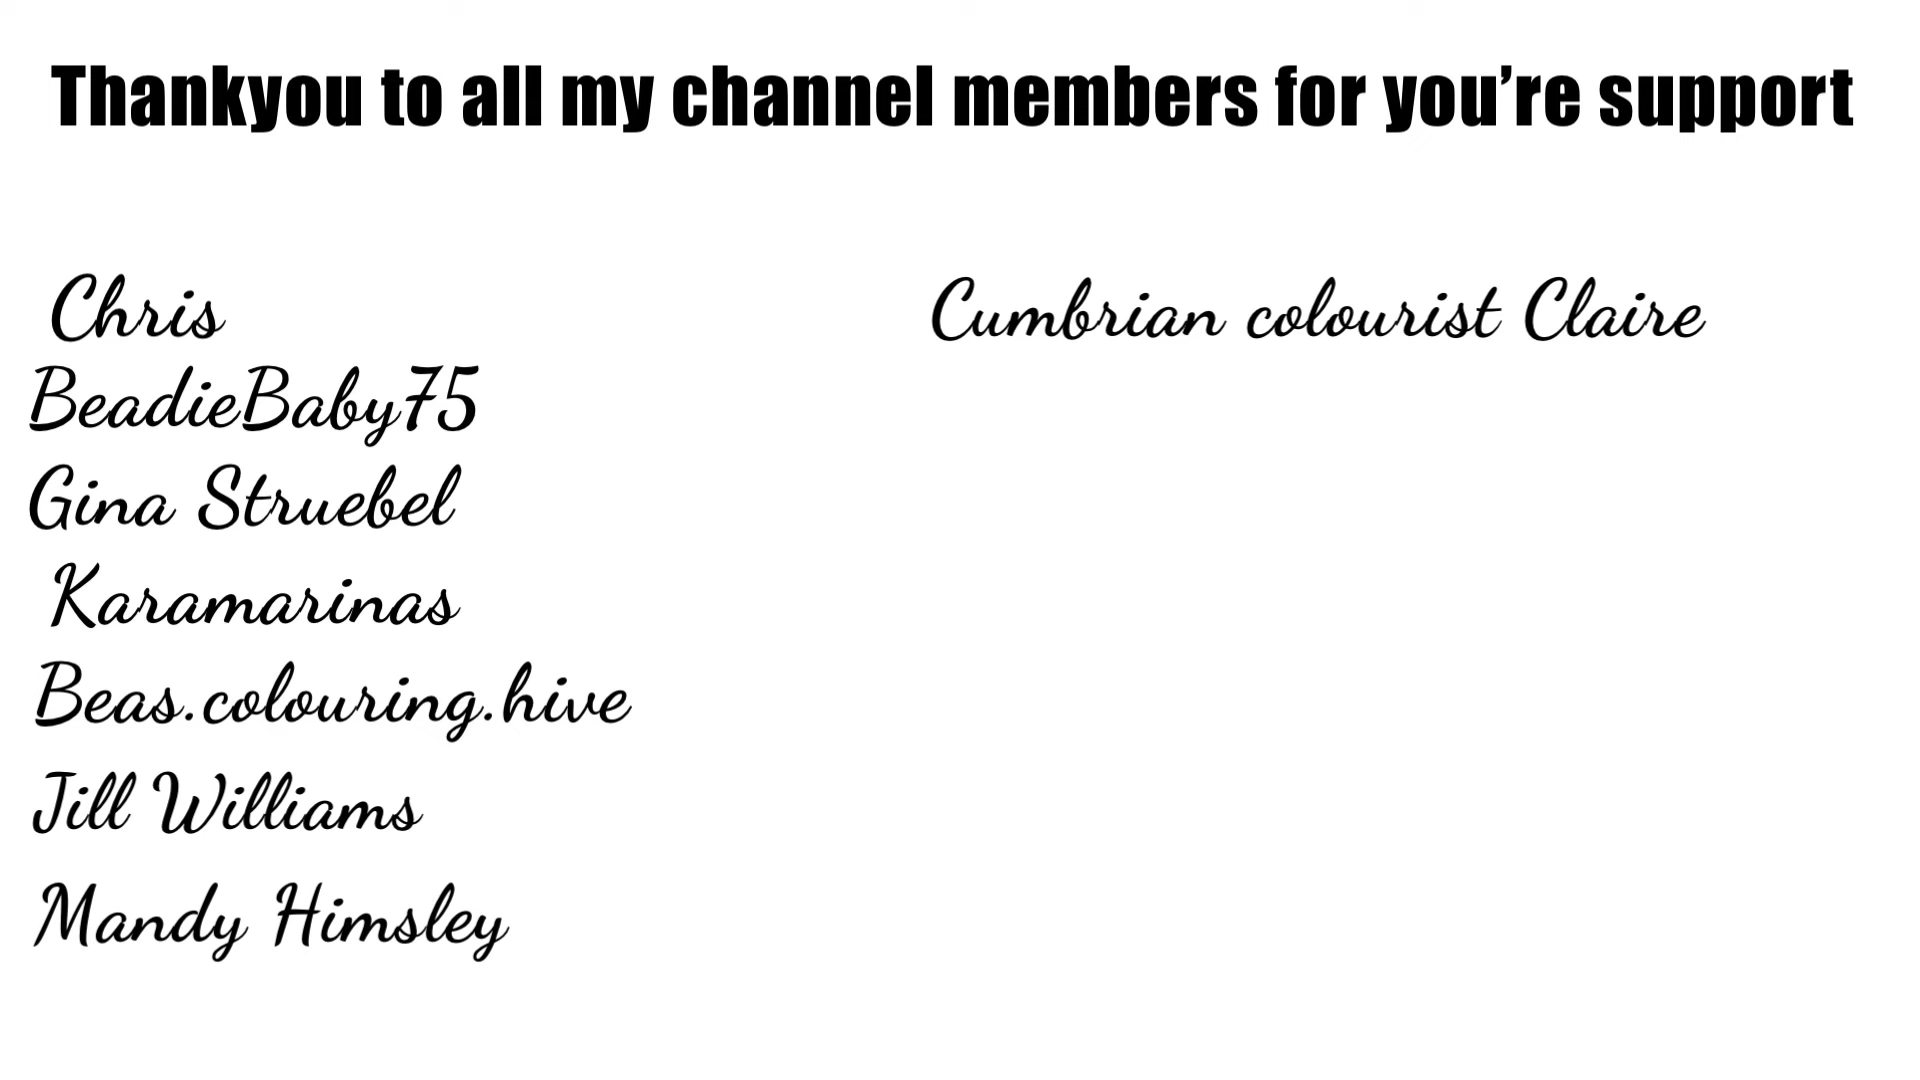 Thankyou to all my channel members for you’re support
Chris
BeadieBaby75
Gina Struebel
Karamarinas
Beas.colouring.hive
Jill Williams
Mandy Himsley
Cumbrian colourist Claire